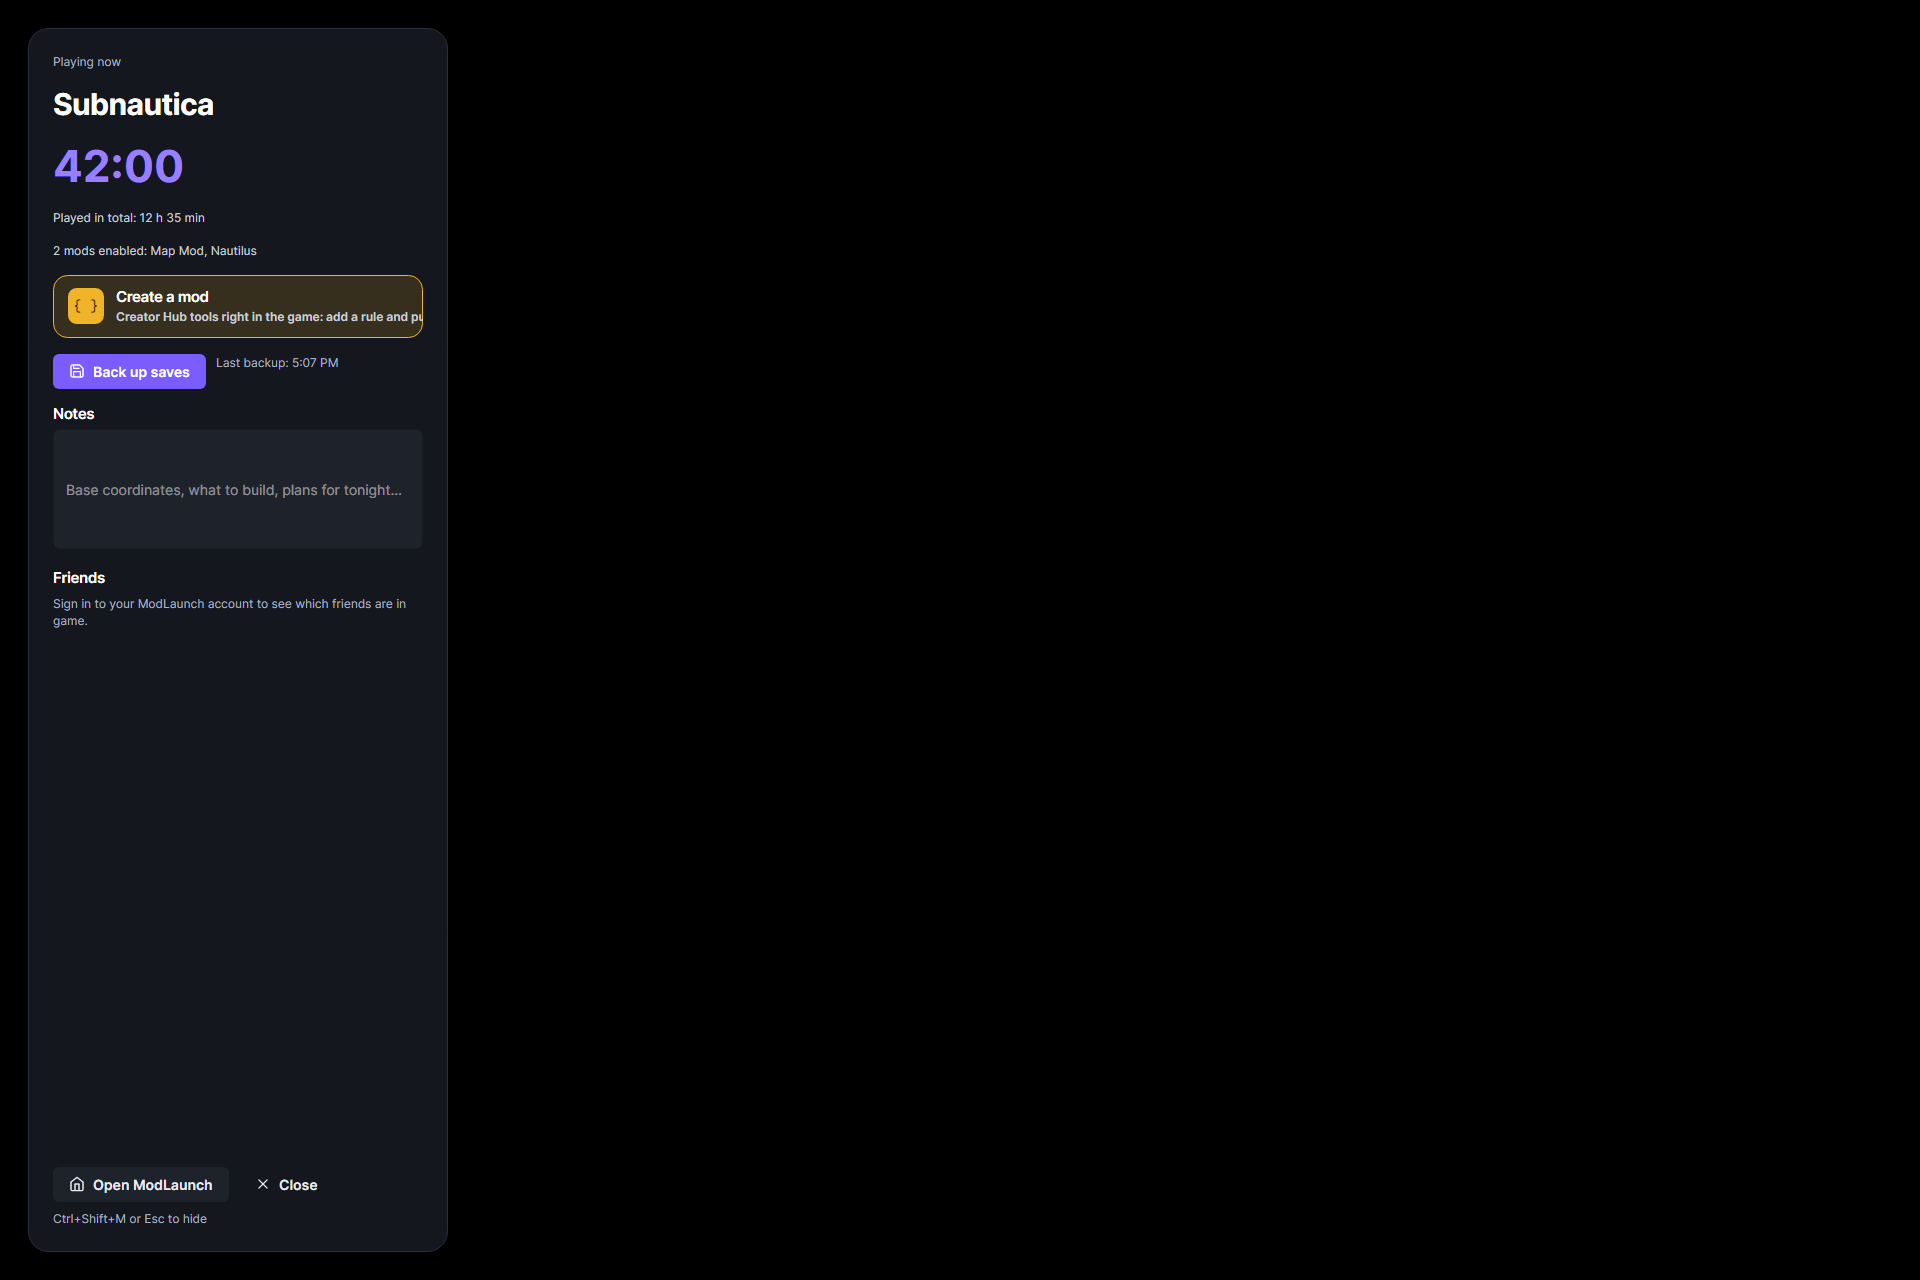 Playing now
Subnautica
42:00
Played in total: 12 h 35 min
2 mods enabled: Map Mod, Nautilus
{ }
Create a mod
Creator Hub tools right in the game: add a rule and
Back up saves
Last backup: 5:07 PM
Notes
Base coordinates, what to build, plans for tonight...
Friends
Sign in to your ModLaunch account to see which friends are in
game.
Open ModLaunch
Close
Ctrl+Shift+M or Esc to hide